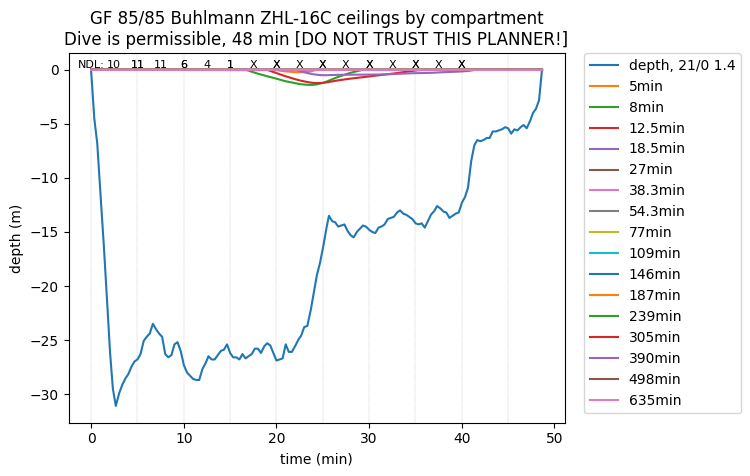 GF 85/85 Buhlmann ZHL-16C ceilings by compartment
Dive is permissible, 48 min [DO NOT TRUST THIS PLANNER!]
NDL: 10 11 11 6 4 1 X X X X X X X X X X
0
−5
−10
−15
−20
−25
−30
depth (m)
0 10 20 30 40 50
time (min)
depth, 21/0 1.4
5min
8min
12.5min
18.5min
27min
38.3min
54.3min
77min
109min
146min
187min
239min
305min
390min
498min
635min